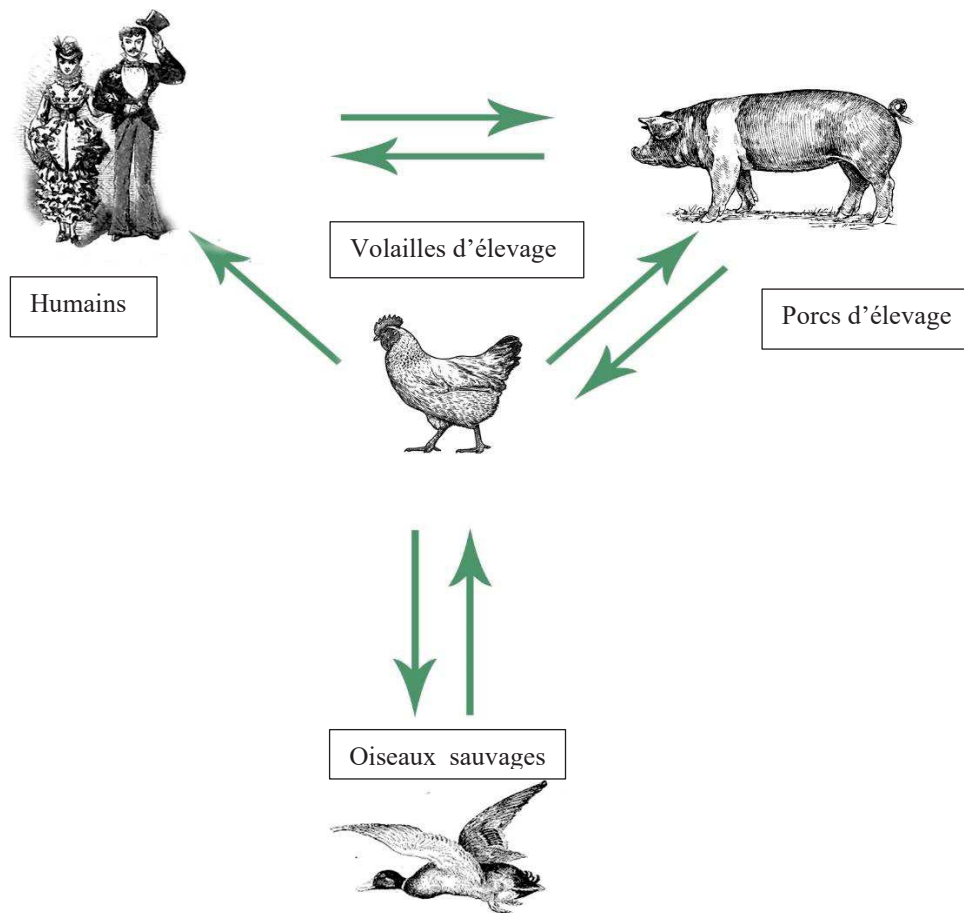 Volailles d’élevage
Humains
Porcs d’élevage
Oiseaux sauvages